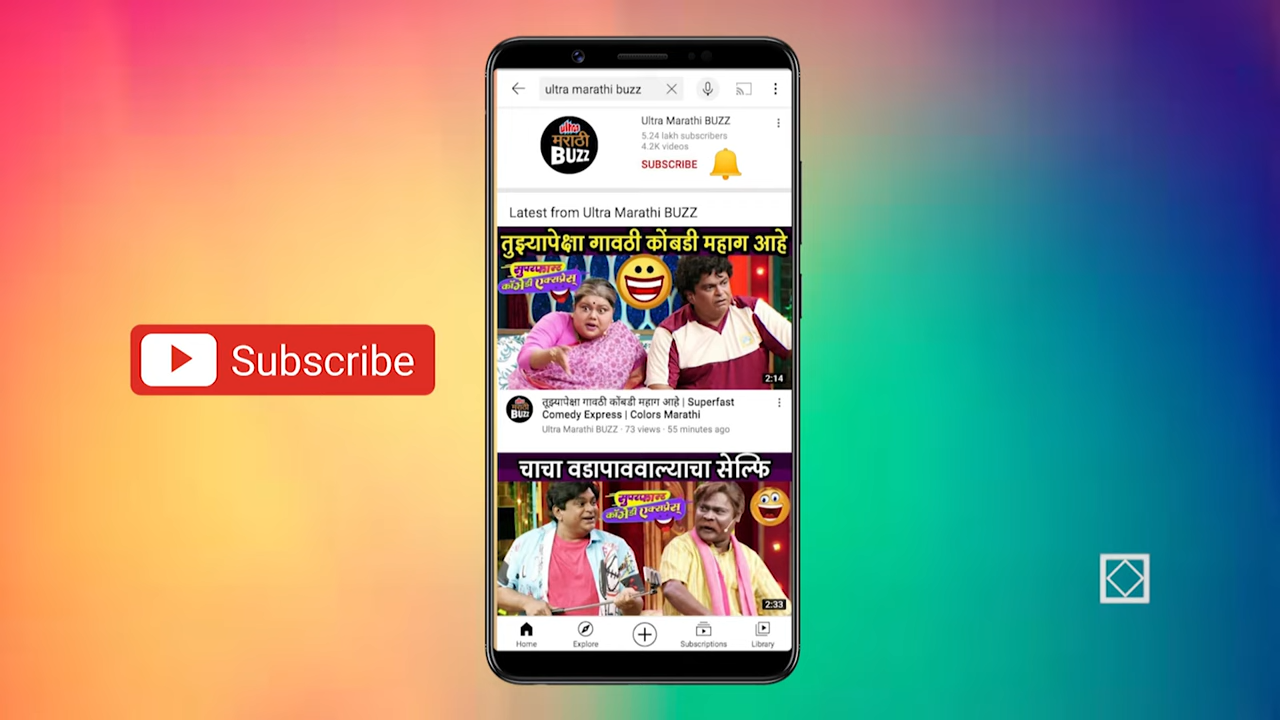 ultra marathi buzz
ultra
मराठी
BUZZ
Ultra Marathi BUZZ
5.24 lakh subscribers
4.2K videos
SUBSCRIBE
Latest from Ultra Marathi BUZZ
तुझ्यापेक्षा गावठी कोंबडी महाग आहे
सुपरफास्ट
कॉमेडी एक्सप्रेस
2:14
मराठी
BUZZ
तुझ्यापेक्षा गावठी कोंबडी महाग आहे | Superfast
Comedy Express | Colors Marathi
Ultra Marathi BUZZ · 73 views · 55 minutes ago
Subscribe
चाचा वडापाववाल्याचा सेल्फि
सुपरफास्ट
कॉमेडी एक्सप्रेस
2:33
Home
Explore
Subscriptions
Library